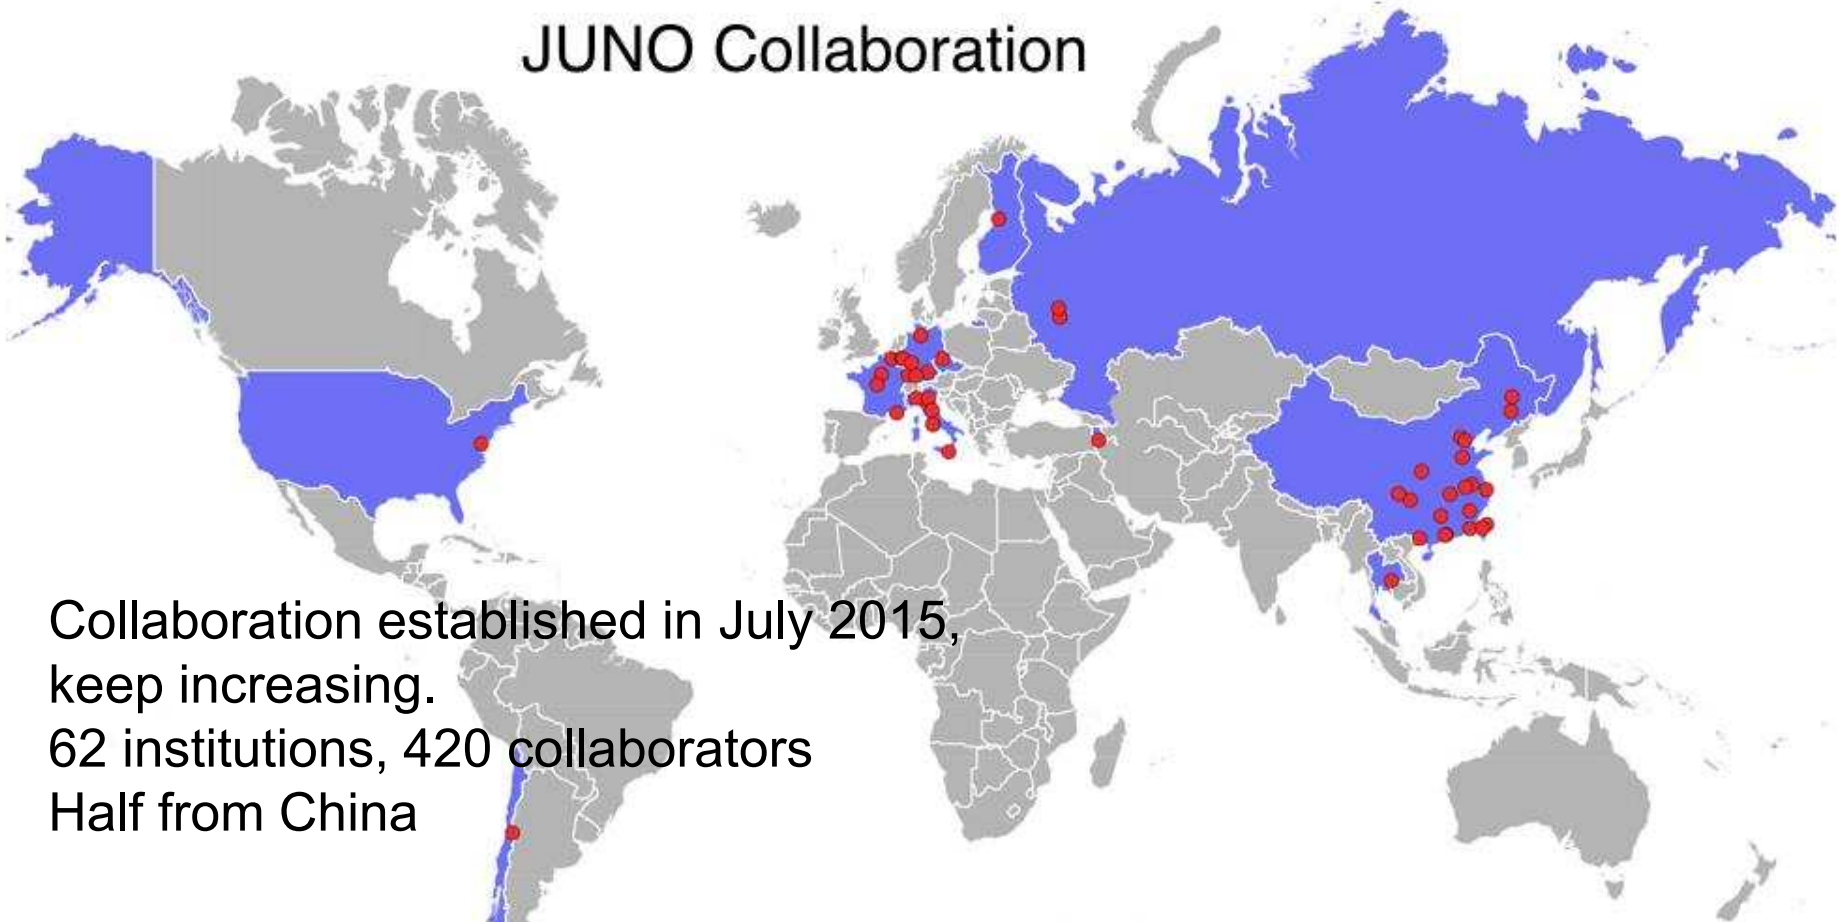 JUNO Collaboration
Collaboration established in July 2015,
keep increasing.
62 institutions, 420 collaborators
Half from China